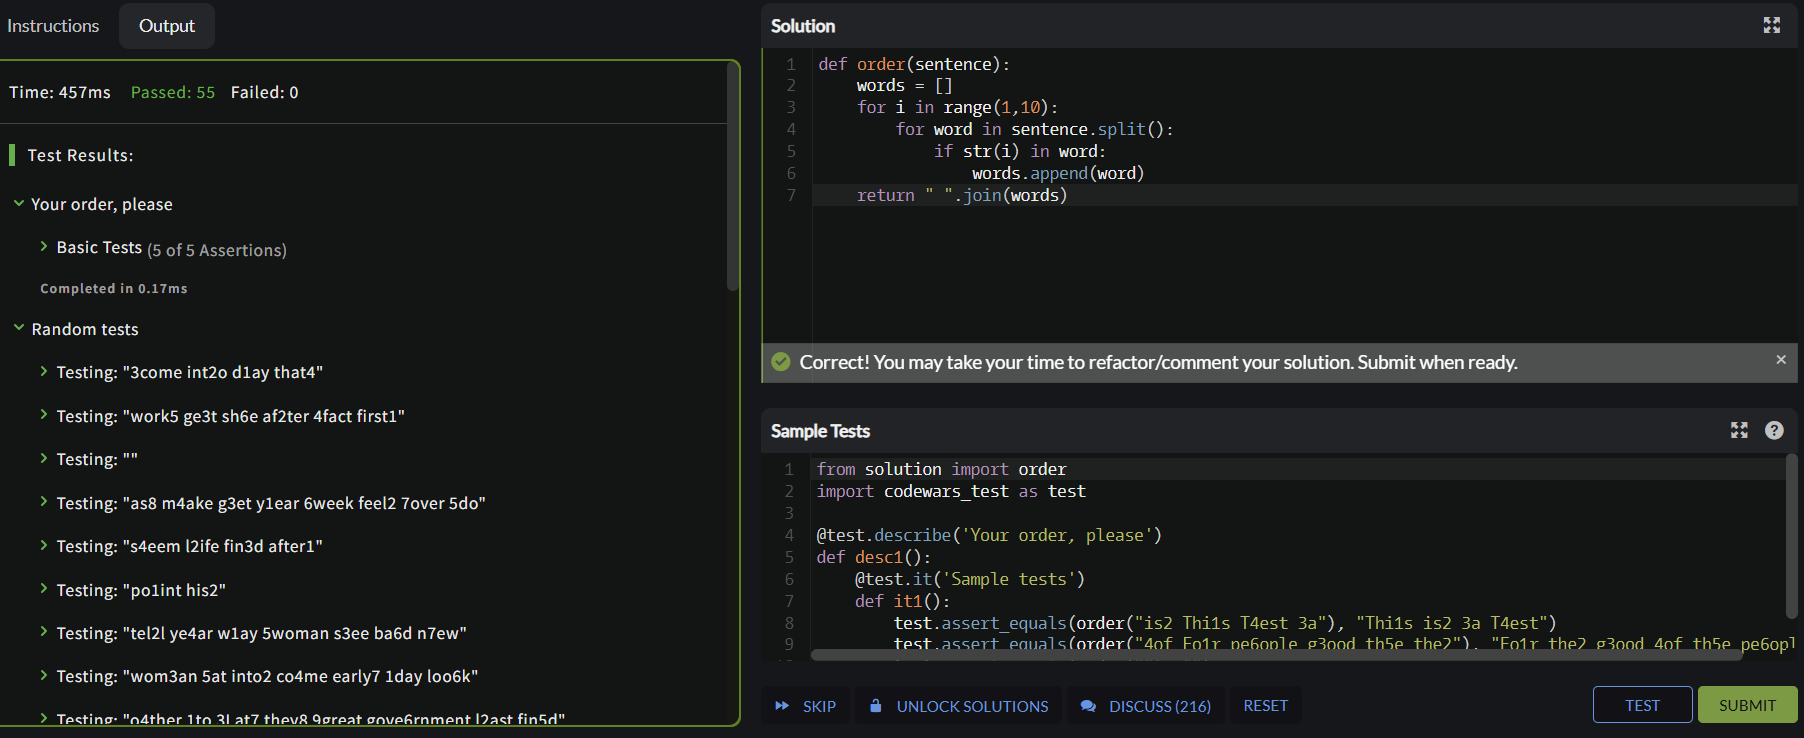 Instructions
Output
Time: 457ms Passed: 55 Failed: 0
Test Results:
Your order, please
Basic Tests (5 of 5 Assertions)
Completed in 0.17ms
Random tests
Testing: "3come int2o d1ay that4"
Testing: "work5 ge3t sh6e af2ter 4fact first1"
Testing: ""
Testing: "as8 m4ake g3et y1ear 6week feel2 7over 5do"
Testing: "s4eem l2ife fin3d after1"
Testing: "po1int his2"
Testing: "tel2l ye4ar w1ay 5woman s3ee ba6d n7ew"
Testing: "wom3an 5at into2 co4me early7 1day loo6k"
Testing: "o4ther 1to 3I at7 they8 9great gove6rnment l2ast fin5d"
Solution
1 def order(sentence):
2     words = []
3     for i in range(1,10):
4         for word in sentence.split():
5             if str(i) in word:
6                 words.append(word)
7     return " ".join(words)
Correct! You may take your time to refactor/comment your solution. Submit when ready.
Sample Tests
1 from solution import order
2 import codewars_test as test
3
4 @test.describe('Your order, please')
5 def desc1():
6     @test.it('Sample tests')
7     def it1():
8         test.assert_equals(order("is2 Thi1s T4est 3a"), "Thi1s is2 3a T4est")
9         test.assert_equals(order("4of Fo1r pe6ople g3ood th5e the2"), "Fo1r the2 g3ood 4of th5e pe6opl
SKIP
UNLOCK SOLUTIONS
DISCUSS (216)
RESET
TEST
SUBMIT